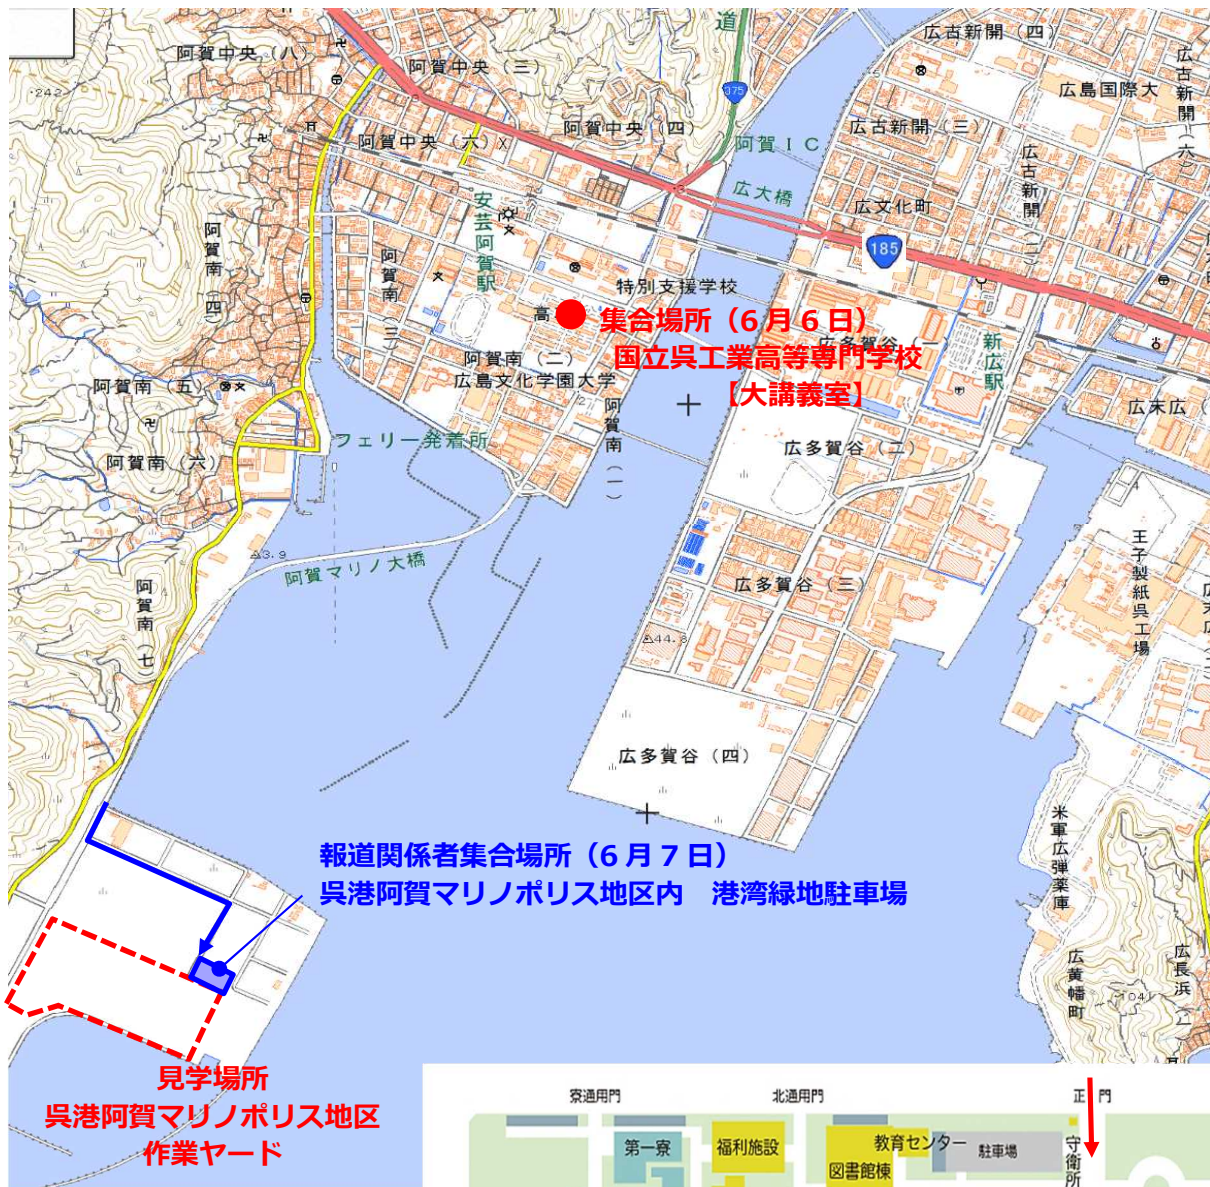 道
広古新開（四）
阿賀中央（八）
阿賀中央（三）
・242
375
広島国際大
広古新開（六）
阿賀中央（六）
阿賀中央（四）
阿賀ＩＣ
広古新開（三）
広古新開（二）
広大橋
広文化町
安芸阿賀駅
阿賀南（四）
阿賀南（三）
185
特別支援学校
高
集合場所（6月6日）
国立呉工業高等専門学校
【大講義室】
広多賀谷（一
新広駅
阿賀南（二）
広島文化学園大学
阿賀南（五）
阿賀南（一）
広末広（
フェリー発着所
阿賀南（六）
広多賀谷（二）
3.9
阿賀マリノ大橋
王子製紙呉工場
阿賀南（七
広多賀谷（三）
44.8
広多賀谷（四）
米軍広弾薬庫
報道関係者集合場所（6月7日）
呉港阿賀マリノポリス地区内　港湾緑地駐車場
広黄幡町
広長浜（一
・104
見学場所
呉港阿賀マリノポリス地区
作業ヤード
寮通用門
北通用門
正門
第一寮
福利施設
教育センター
図書館棟
駐車場
守衛所